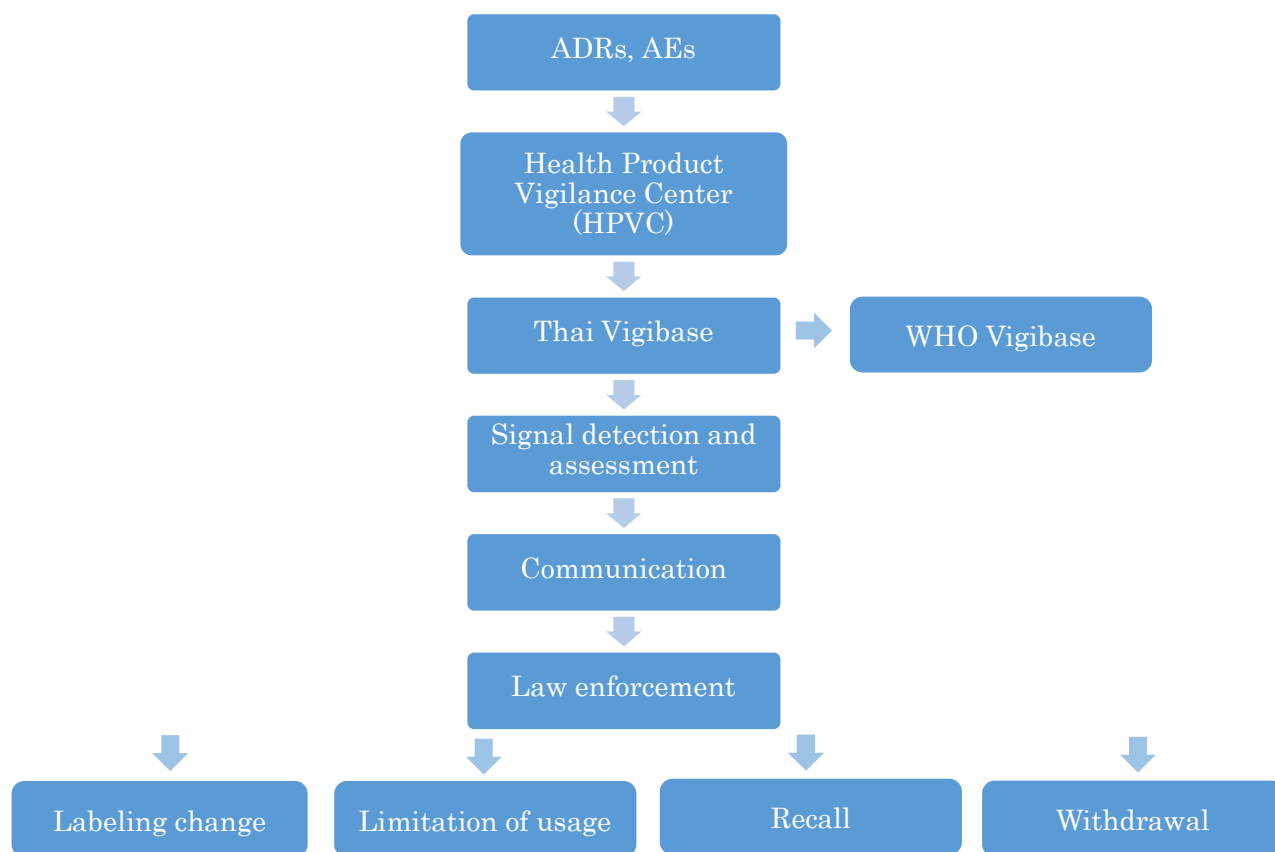 ADRs, AEs
Health Product
Vigilance Center
(HPVC)
Thai Vigibase
WHO Vigibase
Signal detection and
assessment
Communication
Law enforcement
Labeling change
Limitation of usage
Recall
Withdrawal